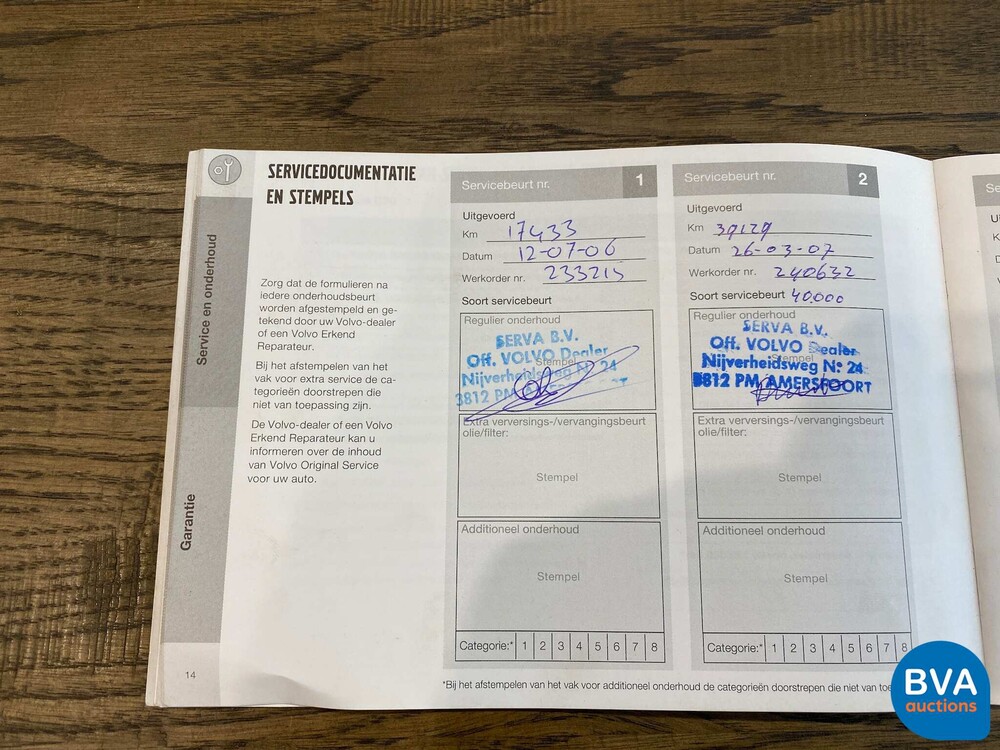 SERVICEDOCUMENTATIE
EN STEMPELS
Zorg dat de formulieren na
iedere onderhoudsbeurt
worden afgestempeld en ge-
tekend door uw Volvo-dealer
of een Volvo Erkend
Reparateur.
Bij het afstempelen van het
vak voor extra service de ca-
tegorieën doorstrepen die
niet van toepassing zijn.
De Volvo-dealer of een Volvo
Erkend Reparateur kan u
informeren over de inhoud
van Volvo Original Service
voor uw auto.
Service en onderhoud
Garantie
14
Servicebeurt nr. 1
Uitgevoerd
Km 17433
Datum 12-07-06
Werkorder nr. 233215
Soort servicebeurt
Regulier onderhoud
Stempel
SERVA B.V.
Off. VOLVO Dealer
Nijverheidsweg Nº 24
3812 PM
Extra verversings-/vervangingsbeurt
olie/filter:
Stempel
Additioneel onderhoud
Stempel
Categorie:* 1 2 3 4 5 6 7 8
Servicebeurt nr. 2
Uitgevoerd
Km 39129
Datum 26-03-07
Werkorder nr. 240632
Soort servicebeurt 40.000
Regulier onderhoud
Stempel
SERVA B.V.
Off. VOLVO Dealer
Nijverheidsweg Nº 24
3812 PM AMERSFOORT
Extra verversings-/vervangingsbeurt
olie/filter:
Stempel
Additioneel onderhoud
Stempel
Categorie:* 1 2 3 4 5 6 7 8
*Bij het afstempelen van het vak voor additioneel onderhoud de categorieën doorstrepen die niet van toe
Se
BVA
auctions